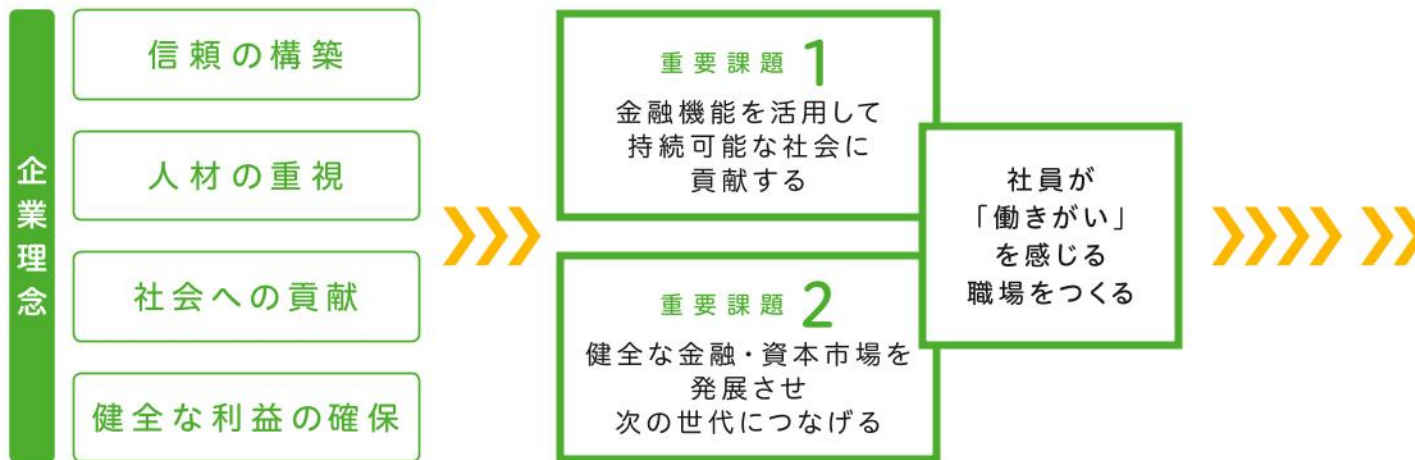 企業理念
信頼の構築
人材の重視
社会への貢献
健全な利益の確保
重要課題 1
金融機能を活用して
持続可能な社会に
貢献する
重要課題 2
健全な金融・資本市場を
発展させ
次の世代につなげる
社員が
「働きがい」
を感じる
職場をつくる